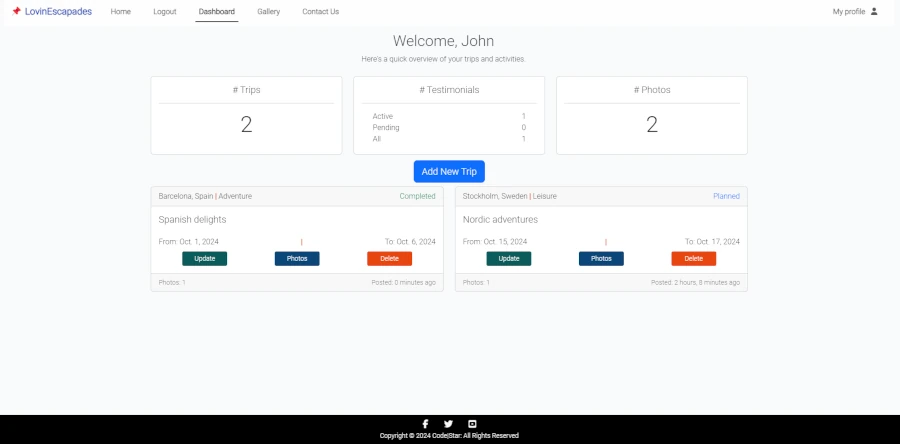 LovinEscapades Home Logout Dashboard Gallery Contact Us My profile
Welcome, John
Here's a quick overview of your trips and activities.
# Trips
2
# Testimonials
Active 1
Pending 0
All 1
# Photos
2
Add New Trip
Barcelona, Spain | Adventure Completed
Spanish delights
From: Oct. 1, 2024 | To: Oct. 6, 2024
Update Photos Delete
Photos: 1 Posted: 0 minutes ago
Stockholm, Sweden | Leisure Planned
Nordic adventures
From: Oct. 15, 2024 | To: Oct. 17, 2024
Update Photos Delete
Photos: 1 Posted: 2 hours, 8 minutes ago
Copyright © 2024 Code|Star: All Rights Reserved